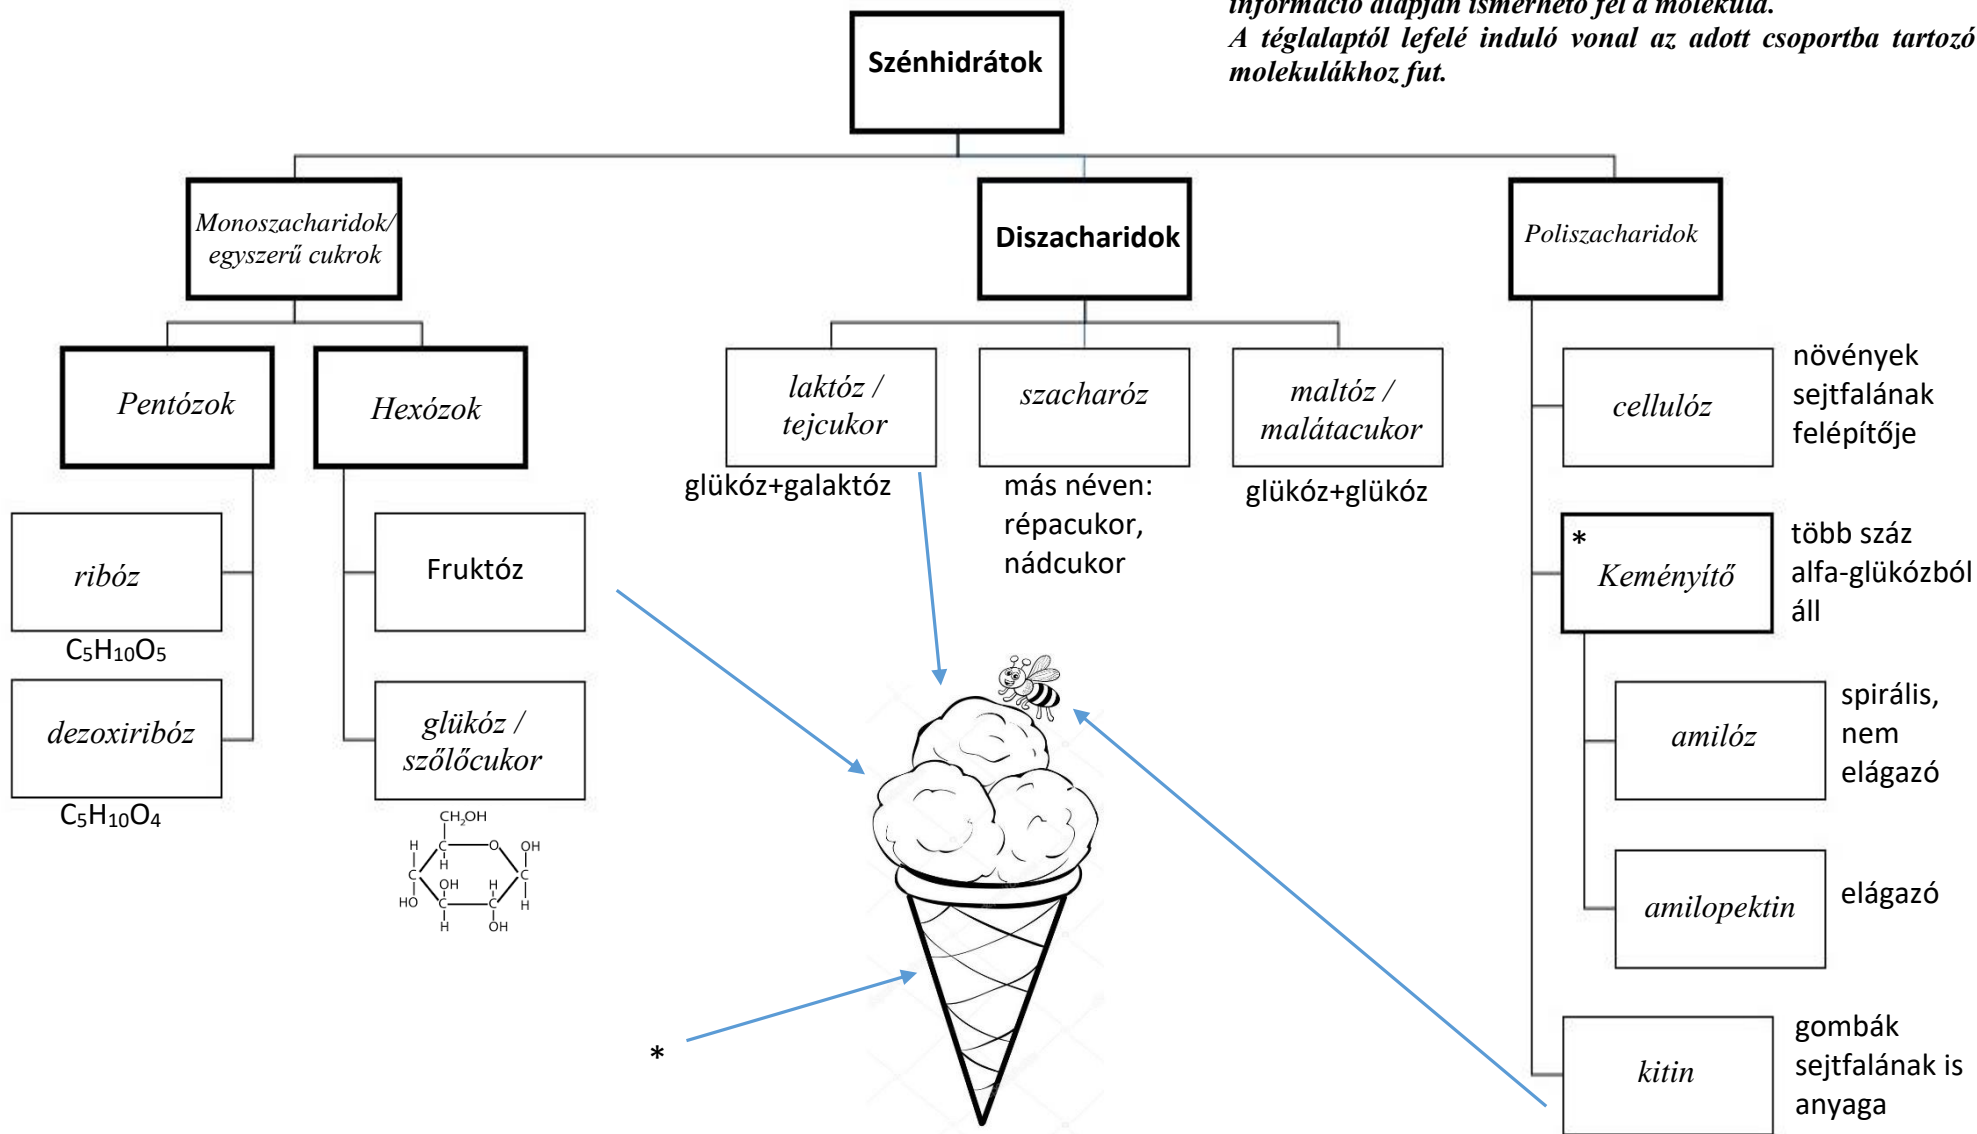 információ alapján ismerhető fel a molekula.
A téglalaptól lefelé induló vonal az adott csoportba tartozó
molekulákhoz fut.
Szénhidrátok
Monoszacharidok/
egyszerű cukrok
Diszacharidok
Poliszacharidok
Pentózok
Hexózok
laktóz /
tejcukor
glükóz+galaktóz
szacharóz
más néven:
répacukor,
nádcukor
maltóz /
malátacukor
glükóz+glükóz
cellulóz
növények
sejtfalának
felépítője
ribóz
C₅H₁₀O₅
Fruktóz
*
Keményítő
több száz
alfa-glükózból
áll
dezoxiribóz
C₅H₁₀O₄
glükóz /
szőlőcukor
CH₂OH
H C O OH
H
C OH H C
HO C C H
H OH
amilóz
spirális,
nem
elágazó
amilopektin
elágazó
*
kitin
gombák
sejtfalának is
anyaga